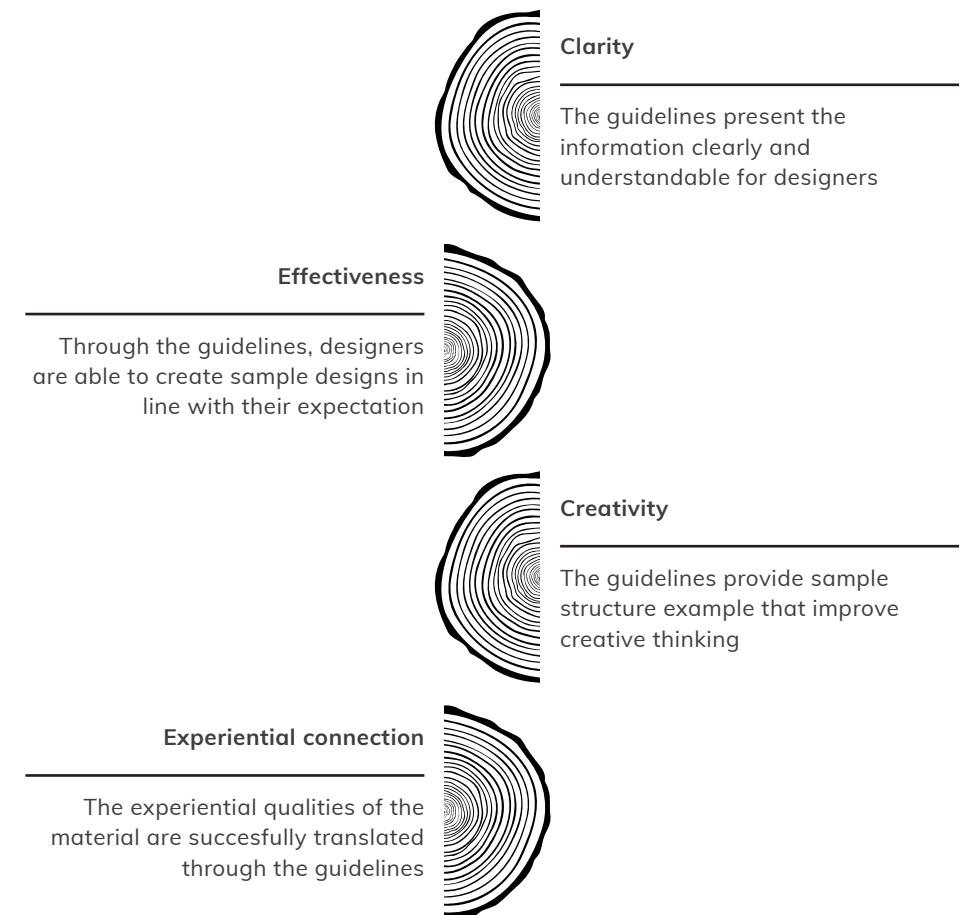 Clarity
The guidelines present the
information clearly and
understandable for designers
Effectiveness
Through the guidelines, designers
are able to create sample designs in
line with their expectation
Creativity
The guidelines provide sample
structure example that improve
creative thinking
Experiential connection
The experiential qualities of the
material are succesfully translated
through the guidelines